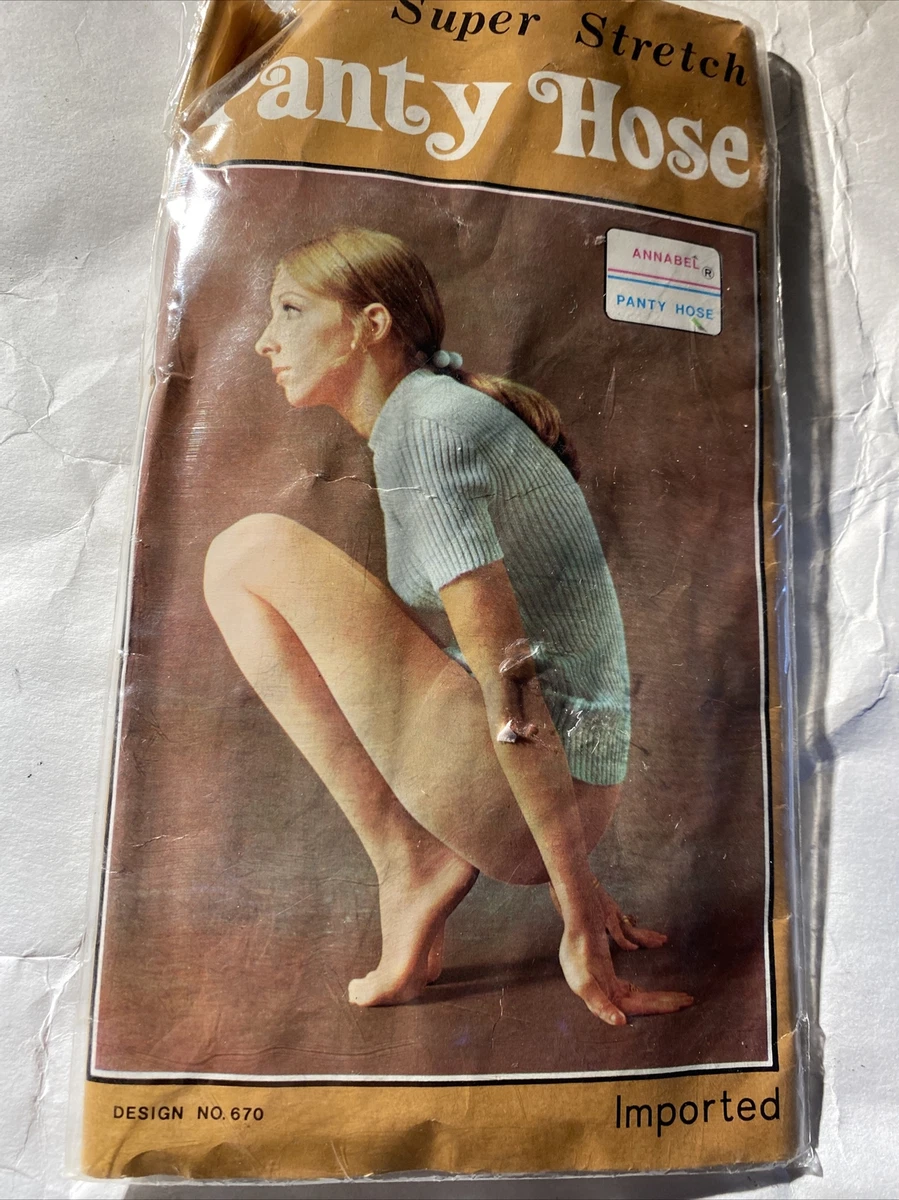 Super Stretch
Panty Hose
ANNABEL ®
PANTY HOSE
DESIGN NO. 670
Imported